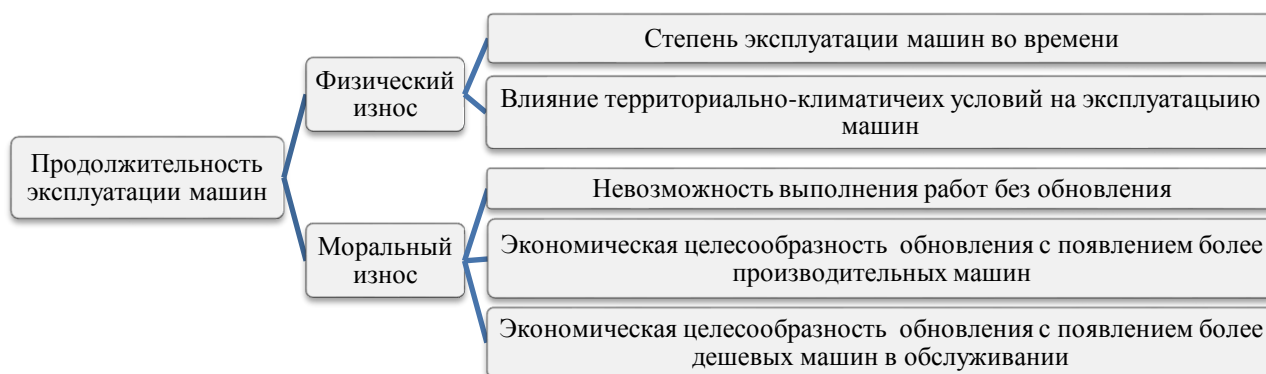 Продолжительность
эксплуатации машин
Физический
износ
Степень эксплуатации машин во времени
Влияние территориально-климатичеих условий на эксплуатацыию
машин
Моральный
износ
Невозможность выполнения работ без обновления
Экономическая целесообразность обновления с появлением более
производительных машин
Экономическая целесообразность обновления с появлением более
дешевых машин в обслуживании